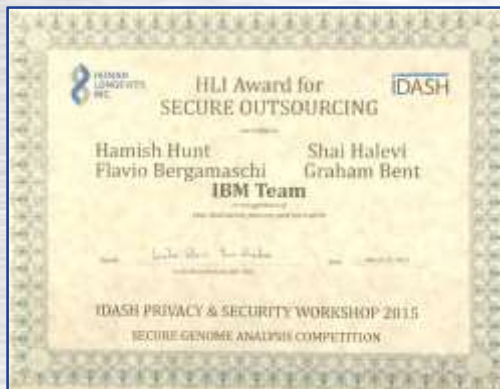 HUMAN
LONGEVITY
INC.
HLI Award for
iDASH
SECURE OUTSOURCING
Hamish Hunt Shai Halevi
Flavio Bergamaschi Graham Bent
IBM Team
IDASH PRIVACY & SECURITY WORKSHOP 2015
SECURE GENOME ANALYSIS COMPETITION